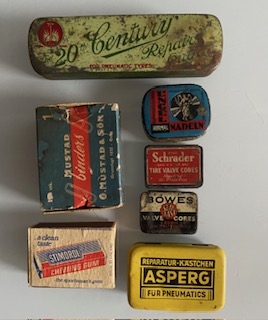 20th Century
Repair
FOR PNEUMATIC TYRES
MUSTAD
Cinders
O. MUSTAD & SON
NADELN
Schrader
TIRE VALVE CORES
BOWES
VALVE CORES
a clean
taste
STIMOROL
CHEWING GUM
REPARATUR-KÄSTCHEN
ASPERG
FÜR PNEUMATICS